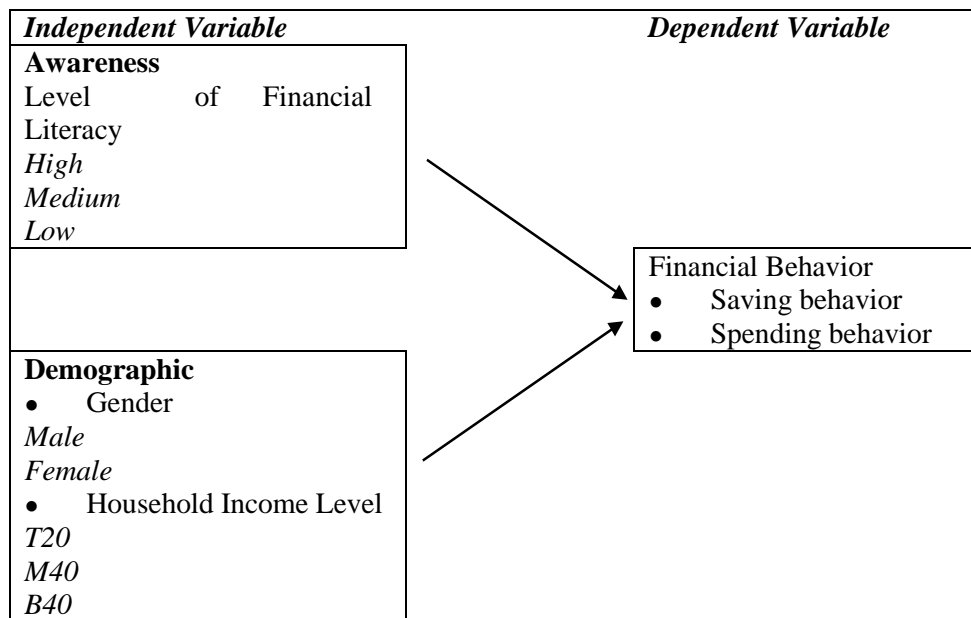 Independent Variable Dependent Variable
Awareness
Level of Financial
Literacy
High
Medium
Low
Financial Behavior
● Saving behavior
● Spending behavior
Demographic
● Gender
Male
Female
● Household Income Level
T20
M40
B40